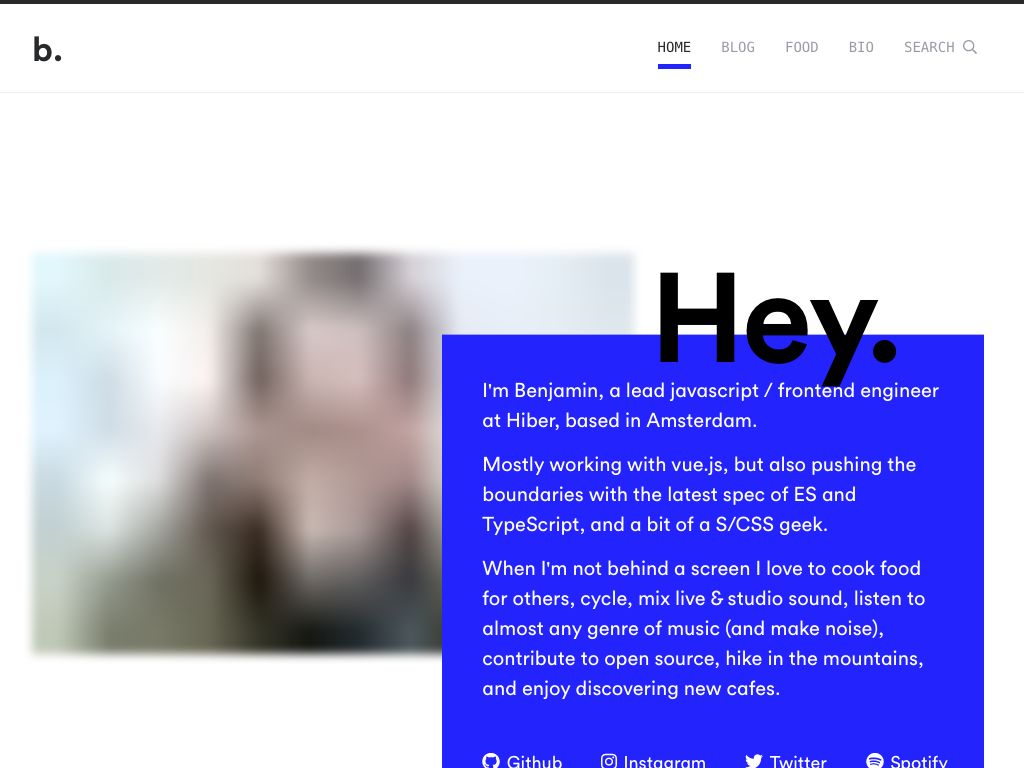 b.
HOME BLOG FOOD BIO SEARCH
Hey.
I'm Benjamin, a lead javascript / frontend engineer
at Hiber, based in Amsterdam.
Mostly working with vue.js, but also pushing the
boundaries with the latest spec of ES and
TypeScript, and a bit of a S/CSS geek.
When I'm not behind a screen I love to cook food
for others, cycle, mix live & studio sound, listen to
almost any genre of music (and make noise),
contribute to open source, hike in the mountains,
and enjoy discovering new cafes.
Github Instagram Twitter Spotify